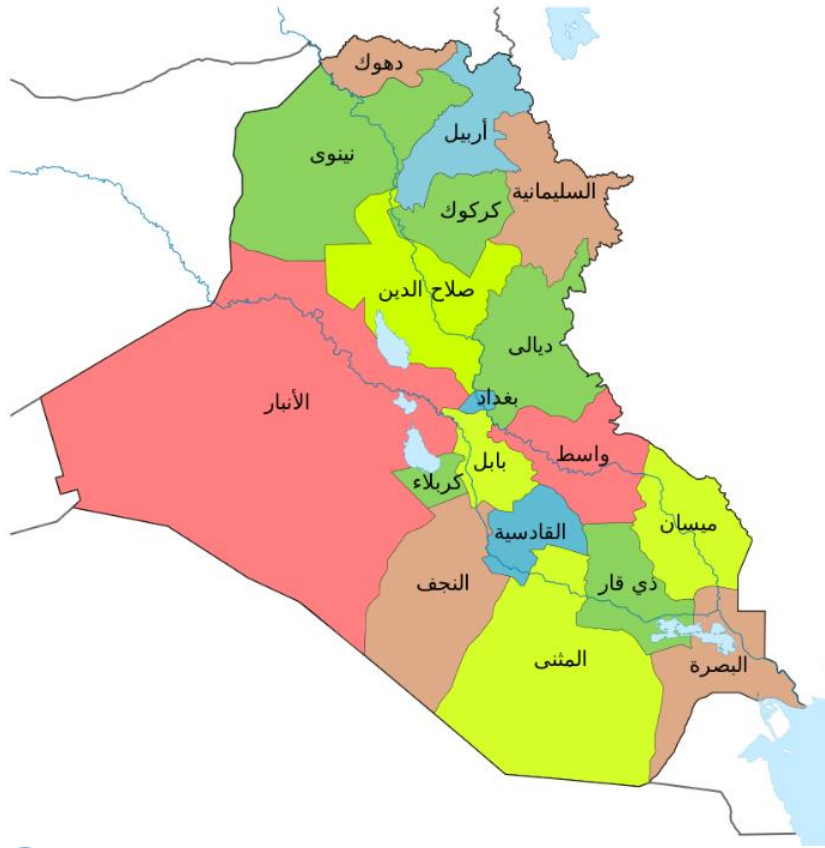 دهوك
أربيل
نينوى
السليمانية
كركوك
صلاح الدين
ديالى
بغداد
الأنبار
واسط
بابل
كربلاء
ميسان
القادسية
النجف
ذي قار
المثنى
البصرة